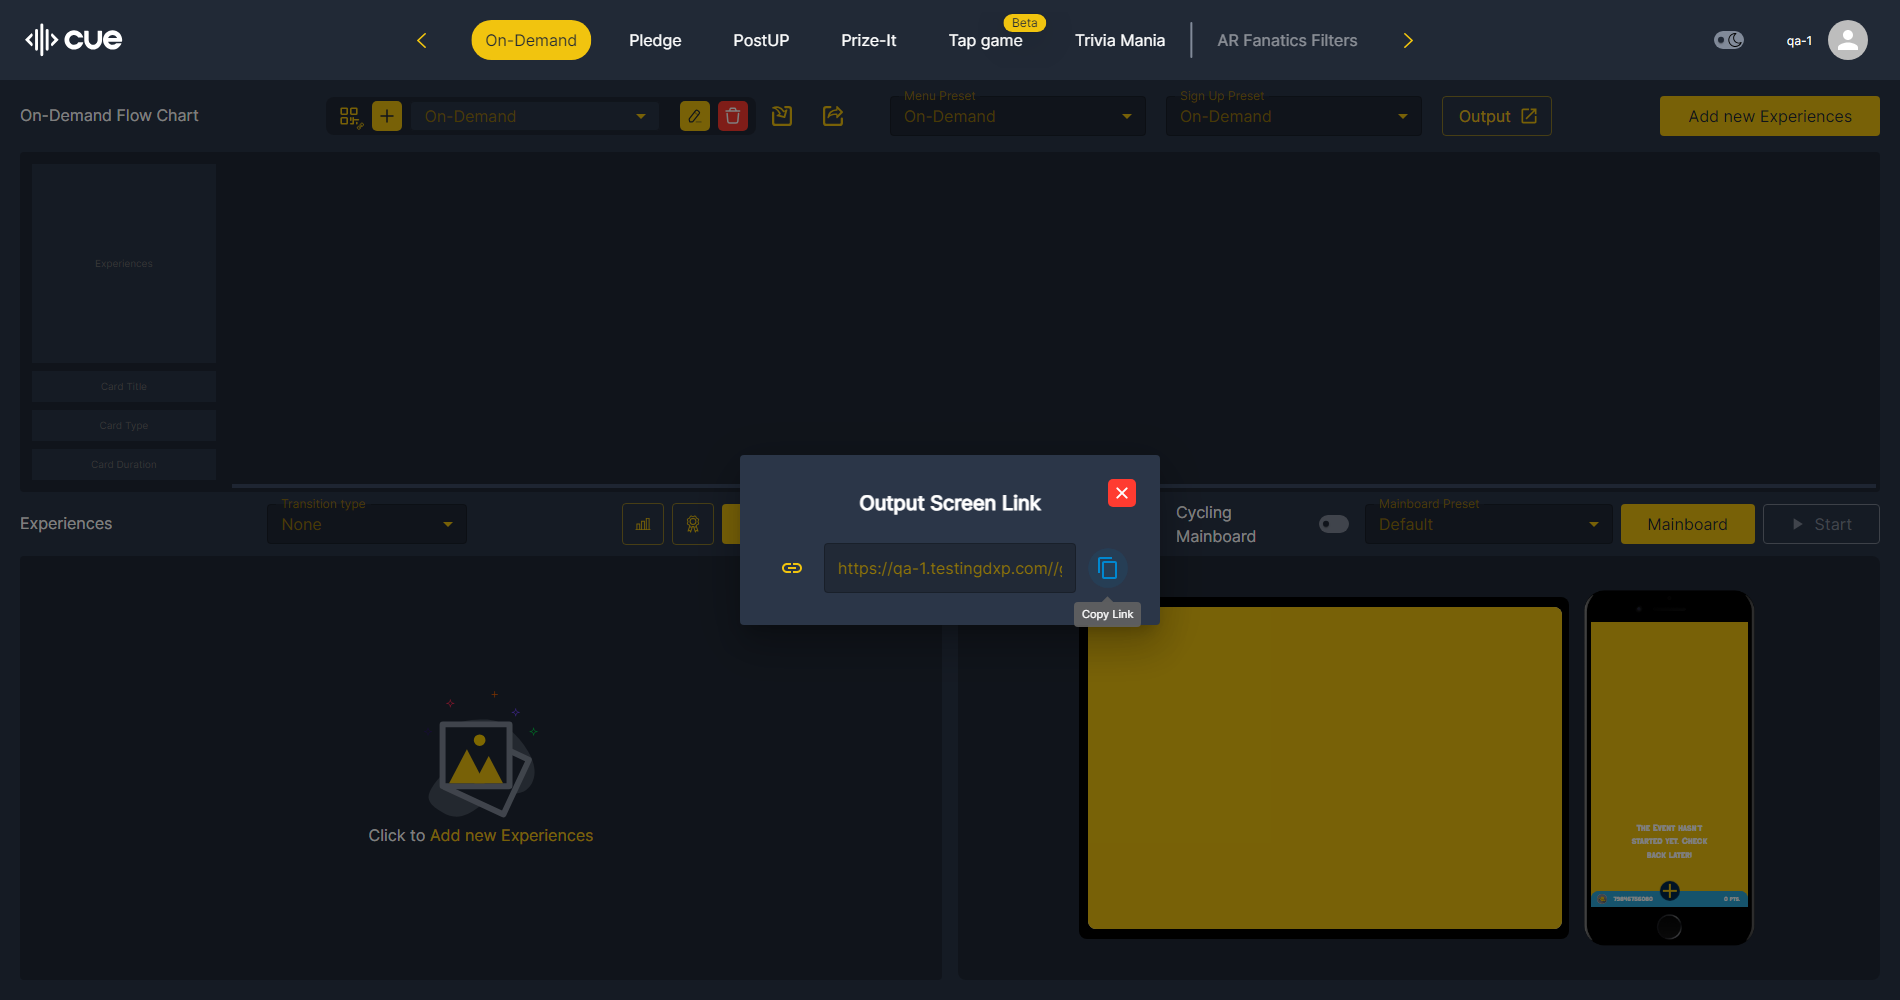 cue
On-Demand
Pledge
PostUP
Prize-It
Beta
Tap game
Trivia Mania
AR Fanatics Filters
qa-1
On-Demand Flow Chart
On-Demand
Menu Preset
On-Demand
Sign Up Preset
On-Demand
Output
Add new Experiences
Experiences
Card Title
Card Type
Card Duration
Experiences
Transition type
None
Output Screen Link
https://qa-1.testingdxp.com//g
Copy Link
Cycling
Mainboard
Mainboard Preset
Default
Mainboard
Start
Click to Add new Experiences
The Event hasn't
started yet. Check
back later!
0 PTS.